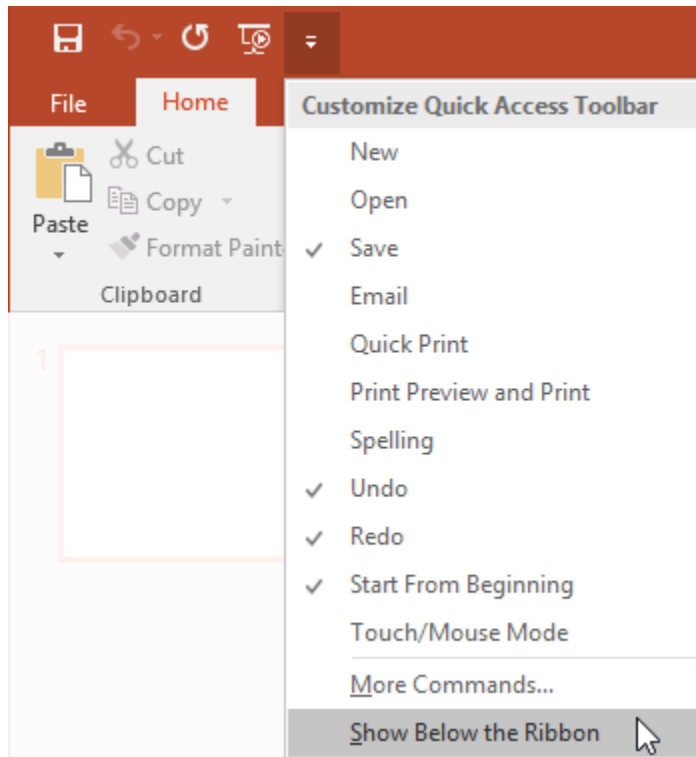 File Home
Customize Quick Access Toolbar
Cut
Copy
Paste
Format Paint
Clipboard
1
New
Open
Save
Email
Quick Print
Print Preview and Print
Spelling
Undo
Redo
Start From Beginning
Touch/Mouse Mode
More Commands...
Show Below the Ribbon